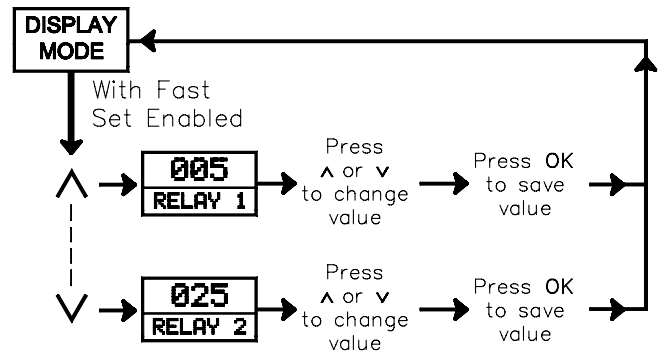 DISPLAY
MODE
With Fast
Set Enabled
005
RELAY 1
Press
∧ or ∨
to change
value
Press OK
to save
value
025
RELAY 2
Press
∧ or ∨
to change
value
Press OK
to save
value